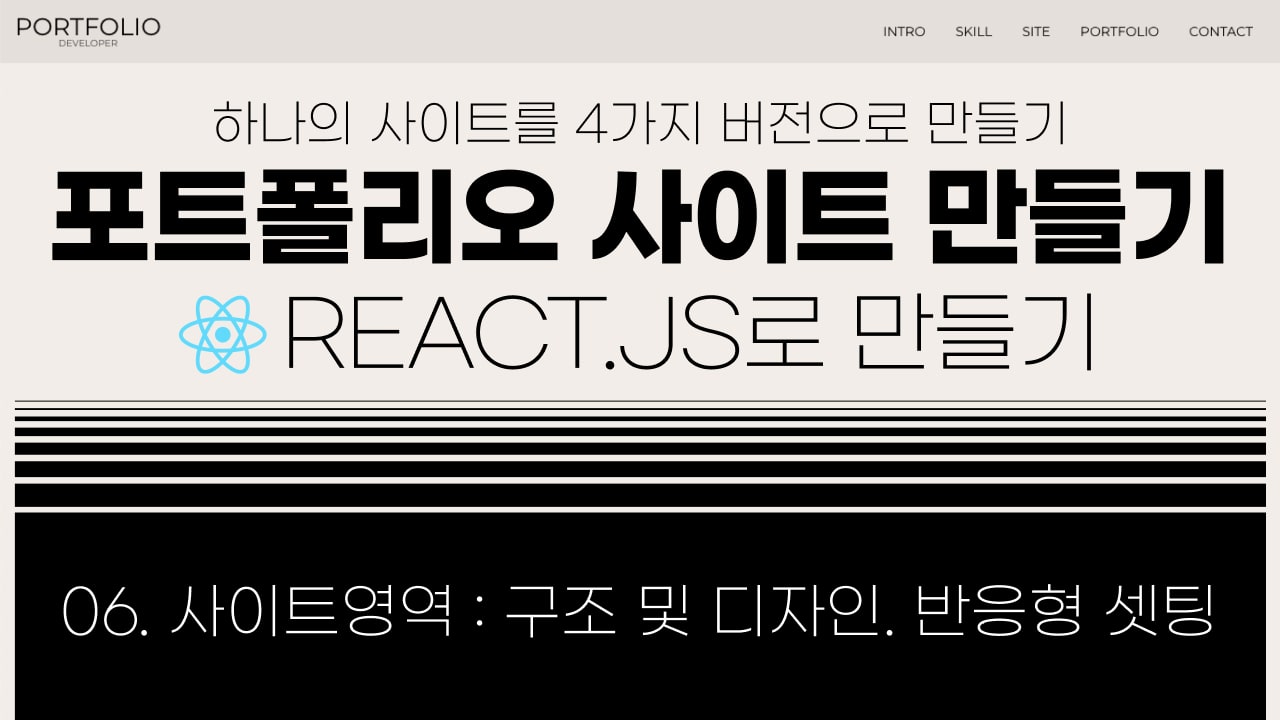 PORTFOLIO
DEVELOPER
INTRO SKILL SITE PORTFOLIO CONTACT
하나의 사이트를 4가지 버전으로 만들기
포트폴리오 사이트 만들기
REACT.JS로 만들기
06. 사이트영역 : 구조 및 디자인. 반응형 셋팅